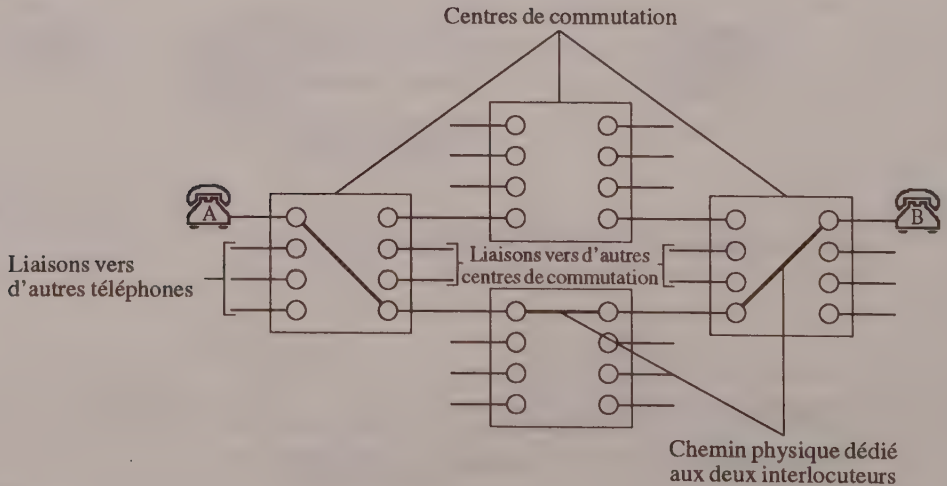 Centres de commutation
A
B
Liaisons vers
d'autres téléphones
Liaisons vers d'autres
centres de commutation
Chemin physique dédié
aux deux interlocuteurs